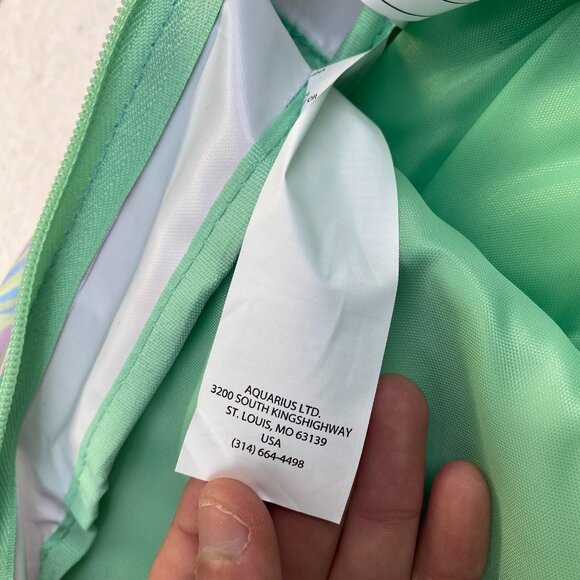 AQUARIUS LTD.
3200 SOUTH KINGSHIGHWAY
ST. LOUIS, MO 63139
USA
(314) 664-4498